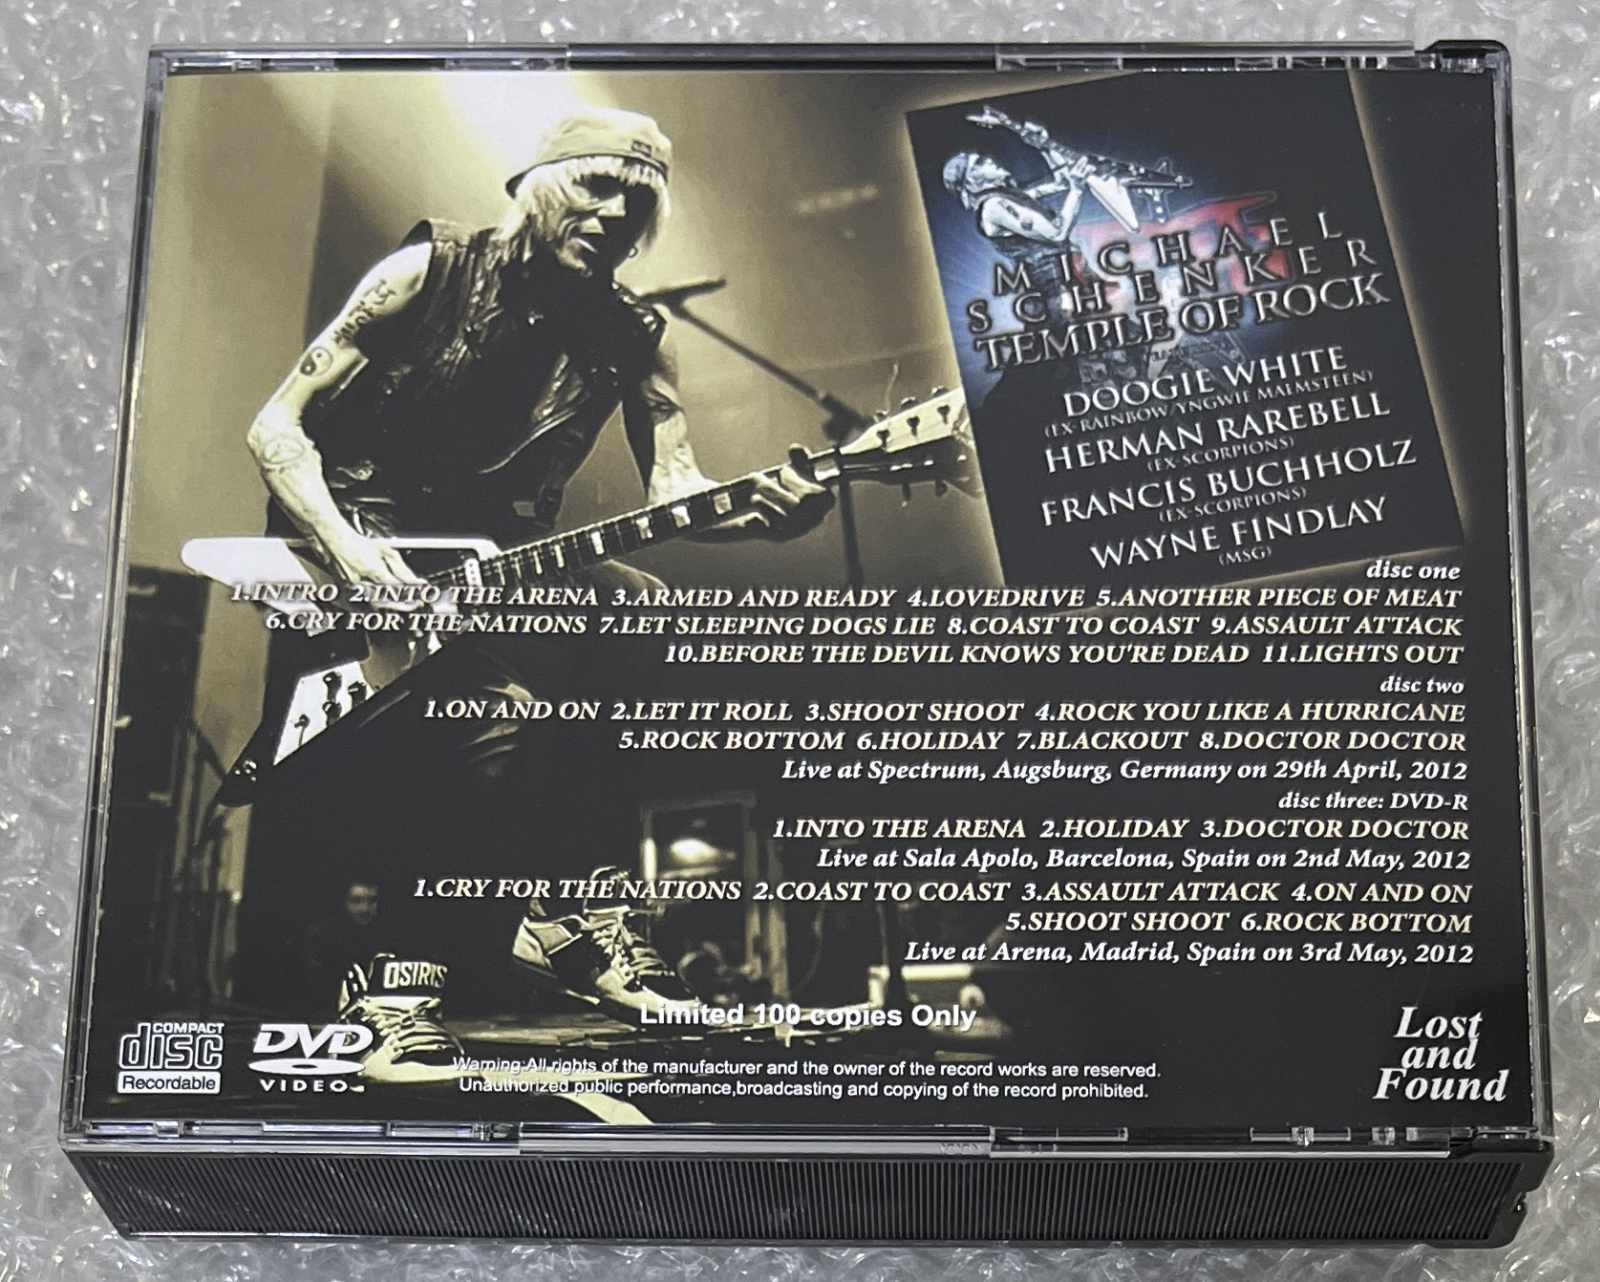 MICHAEL
SCHENKER
TEMPLE OF ROCK
DOOGIE WHITE
(EX-RAINBOW/YNGWIE MALMSTEEN)
HERMAN RAREBELL
(EX-SCORPIONS)
FRANCIS BUCHHOLZ
(EX-SCORPIONS)
WAYNE FINDLAY
(MSG)
disc one
1.INTRO 2.INTO THE ARENA 3.ARMED AND READY 4.LOVEDRIVE 5.ANOTHER PIECE OF MEAT
6.CRY FOR THE NATIONS 7.LET SLEEPING DOGS LIE 8.COAST TO COAST 9.ASSAULT ATTACK
10.BEFORE THE DEVIL KNOWS YOU'RE DEAD 11.LIGHTS OUT
disc two
1.ON AND ON 2.LET IT ROLL 3.SHOOT SHOOT 4.ROCK YOU LIKE A HURRICANE
5.ROCK BOTTOM 6.HOLIDAY 7.BLACKOUT 8.DOCTOR DOCTOR
Live at Spectrum, Augsburg, Germany on 29th April, 2012
disc three: DVD-R
1.INTO THE ARENA 2.HOLIDAY 3.DOCTOR DOCTOR
Live at Sala Apolo, Barcelona, Spain on 2nd May, 2012
1.CRY FOR THE NATIONS 2.COAST TO COAST 3.ASSAULT ATTACK 4.ON AND ON
5.SHOOT SHOOT 6.ROCK BOTTOM
Live at Arena, Madrid, Spain on 3rd May, 2012
OSIRIS
Limited 100 copies Only
COMPACT
disc
Recordable
DVD
VIDEO
Warning:All rights of the manufacturer and the owner of the record works are reserved.
Unauthorized public performance,broadcasting and copying of the record prohibited.
Lost
and
Found